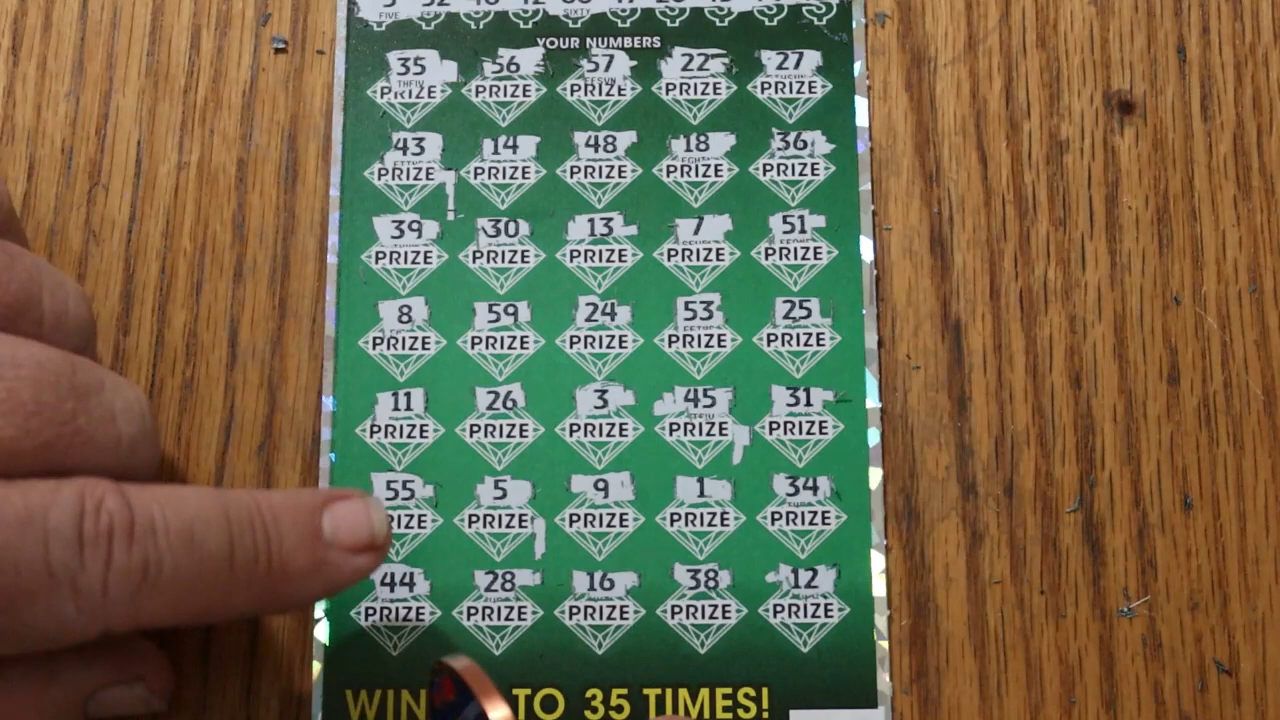 FIVE SIXTY
YOUR NUMBERS
35 56 57 22 27
PRIZE PRIZE PRIZE PRIZE PRIZE
43 14 48 18 36
PRIZE PRIZE PRIZE PRIZE PRIZE
39 30 13 7 51
PRIZE PRIZE PRIZE PRIZE PRIZE
8 59 24 53 25
PRIZE PRIZE PRIZE PRIZE PRIZE
11 26 3 45 31
PRIZE PRIZE PRIZE PRIZE PRIZE
55 5 9 1 34
PRIZE PRIZE PRIZE PRIZE
44 28 16 38 12
PRIZE PRIZE PRIZE PRIZE PRIZE
WIN TO 35 TIMES!